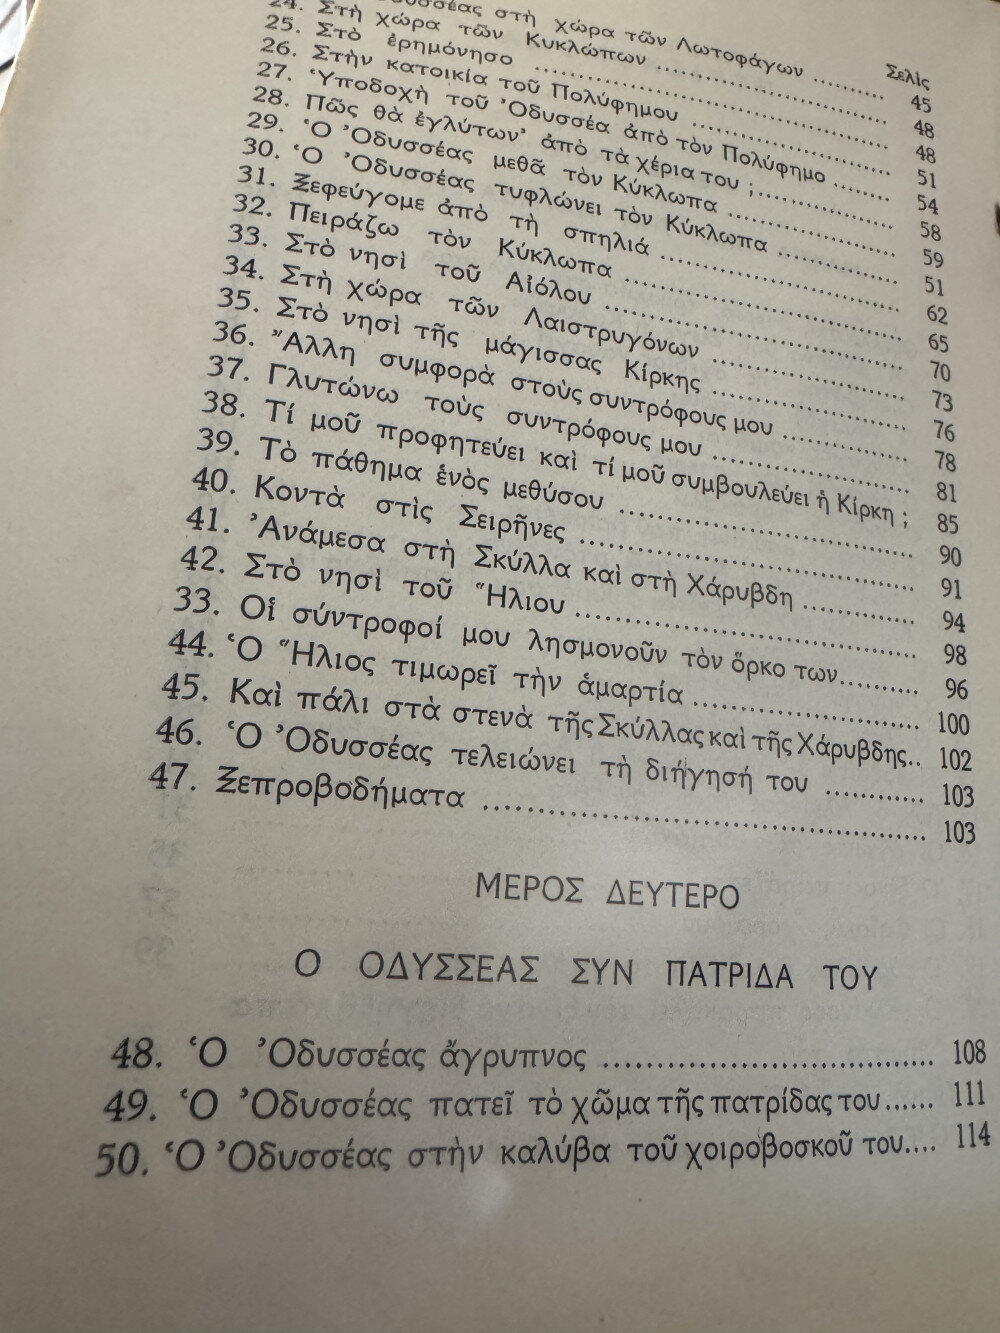 Σελὶς
στὴ χώρα τῶν Λωτοφάγων ........ 45
24. Στὴ χώρα τῶν Κυκλώπων ........ 48
25. Στὸ ἐρημόνησο ........ 48
26. Στὴν κατοικία τοῦ Πολύφημου ........ 51
27. Ὑποδοχὴ τοῦ Ὀδυσσέα ἀπὸ τὸν Πολύφημο ........ 54
28. Πῶς θὰ ἐγλύτων' ἀπὸ τὰ χέρια του ; ........ 58
29. Ὁ Ὀδυσσέας μεθᾶ τὸν Κύκλωπα ........ 59
30. Ὁ Ὀδυσσέας τυφλώνει τὸν Κύκλωπα ........ 51
31. Ξεφεύγομε ἀπὸ τὴ σπηλιά ........ 62
32. Πειράζω τὸν Κύκλωπα ........ 65
33. Στὸ νησὶ τοῦ Αἰόλου ........ 70
34. Στὴ χώρα τῶν Λαιστρυγόνων ........ 73
35. Στὸ νησὶ τῆς μάγισσας Κίρκης ........ 76
36. Ἄλλη συμφορὰ στοὺς συντρόφους μου ........ 78
37. Γλυτώνω τοὺς συντρόφους μου ........ 81
38. Τί μοῦ προφητεύει καὶ τί μοῦ συμβουλεύει ἡ Κίρκη ; 85
39. Τὸ πάθημα ἑνὸς μεθύσου ........ 90
40. Κοντὰ στὶς Σειρῆνες ........ 91
41. Ἀνάμεσα στὴ Σκύλλα καὶ στὴ Χάρυβδη ........ 94
42. Στὸ νησὶ τοῦ Ἥλιου ........ 98
33. Οἱ σύντροφοί μου λησμονοῦν τὸν ὅρκο των.......... 96
44. Ὁ Ἥλιος τιμωρεῖ τὴν ἁμαρτία ........ 100
45. Καὶ πάλι στὰ στενὰ τῆς Σκύλλας καὶ τῆς Χάρυβδης.. 102
46. Ὁ Ὀδυσσέας τελειώνει τὴ διήγησή του ............ 103
47. Ξεπροβοδήματα ........ 103
ΜΕΡΟΣ ΔΕΥΤΕΡΟ
Ο ΟΔΥΣΣΕΑΣ ΣΥΝ ΠΑΤΡΙΔΑ ΤΟΥ
48. Ὁ Ὀδυσσέας ἄγρυπνος ........ 108
49. Ὁ Ὀδυσσέας πατεῖ τὸ χῶμα τῆς πατρίδας του...... 111
50. Ὁ Ὀδυσσέας στὴν καλύβα τοῦ χοιροβοσκοῦ του.... 114